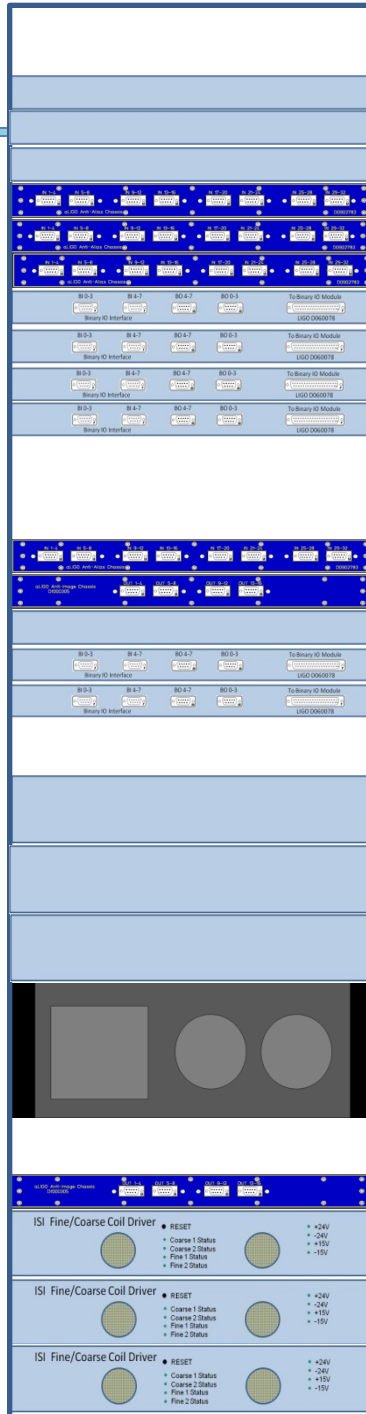 IN 1-4 IN 5-8 IN 9-12 IN 13-16 IN 17-20 IN 21-24 IN 25-28 IN 29-32
aLIGO Anti-Alias Chassis D0902783
IN 1-4 IN 5-8 IN 9-12 IN 13-16 IN 17-20 IN 21-24 IN 25-28 IN 29-32
aLIGO Anti-Alias Chassis D0902783
IN 1-4 IN 5-8 IN 9-12 IN 13-16 IN 17-20 IN 21-24 IN 25-28 IN 29-32
aLIGO Anti-Alias Chassis D0902783
BI 0-3 BI 4-7 BO 4-7 BO 0-3 To Binary IO Module
Binary IO Interface LIGO D060078
BI 0-3 BI 4-7 BO 4-7 BO 0-3 To Binary IO Module
Binary IO Interface LIGO D060078
BI 0-3 BI 4-7 BO 4-7 BO 0-3 To Binary IO Module
Binary IO Interface LIGO D060078
BI 0-3 BI 4-7 BO 4-7 BO 0-3 To Binary IO Module
Binary IO Interface LIGO D060078
IN 1-4 IN 5-8 IN 9-12 IN 13-16 IN 17-20 IN 21-24 IN 25-28 IN 29-32
aLIGO Anti-Alias Chassis D0902783
aLIGO Anti-Image Chassis OUT 1-4 OUT 5-8 OUT 9-12 OUT 13-16
D1000305
BI 0-3 BI 4-7 BO 4-7 BO 0-3 To Binary IO Module
Binary IO Interface LIGO D060078
BI 0-3 BI 4-7 BO 4-7 BO 0-3 To Binary IO Module
Binary IO Interface LIGO D060078
OUT 1-4 OUT 5-8 OUT 9-12 OUT 13-16
aLIGO Anti-Image Chassis
D1000305
ISI Fine/Coarse Coil Driver RESET +24V
-24V
Coarse 1 Status +15V
Coarse 2 Status -15V
Fine 1 Status
Fine 2 Status
ISI Fine/Coarse Coil Driver RESET +24V
-24V
Coarse 1 Status +15V
Coarse 2 Status -15V
Fine 1 Status
Fine 2 Status
ISI Fine/Coarse Coil Driver RESET +24V
-24V
Coarse 1 Status +15V
Coarse 2 Status -15V
Fine 1 Status
Fine 2 Status